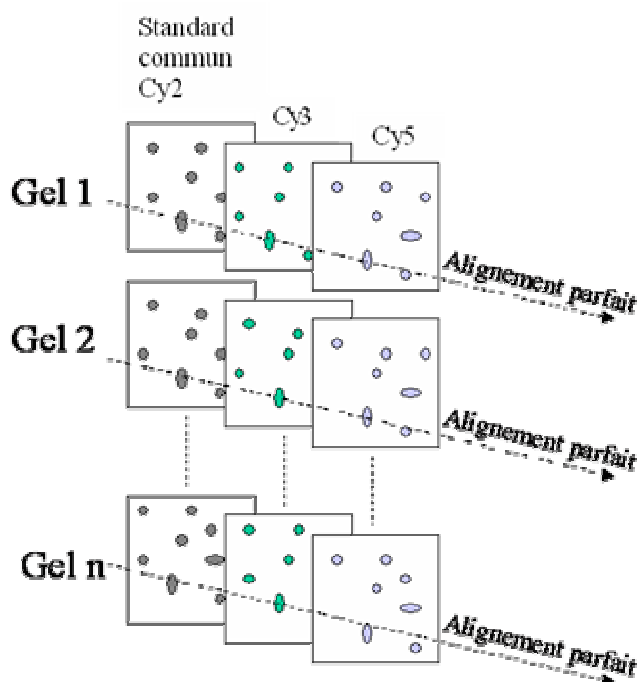 Standard
commun
Cy2
Cy3
Cy5
Gel 1
Alignement parfait
Gel 2
Alignement parfait
Gel n
Alignement parfait